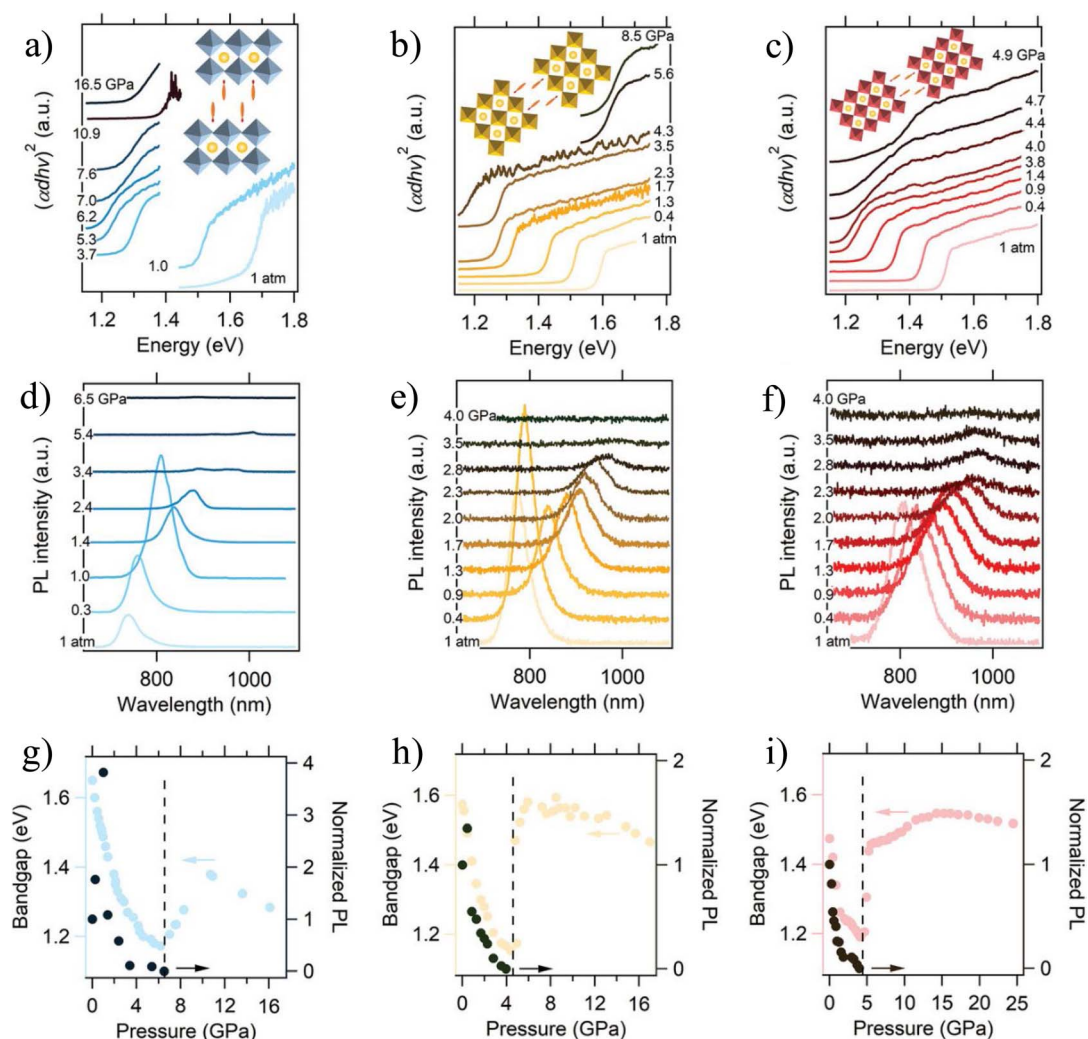 a)
(αdhν)² (a.u.)
16.5 GPa
10.9
7.6
7.0
6.2
5.3
3.7
1.0
1 atm
1.2 1.4 1.6 1.8
Energy (eV)
b)
(αdhν)² (a.u.)
8.5 GPa
5.6
4.3
3.5
2.3
1.7
1.3
0.4
1 atm
1.2 1.4 1.6 1.8
Energy (eV)
c)
(αdhν)² (a.u.)
4.9 GPa
4.7
4.4
4.0
3.8
1.4
0.9
0.4
1 atm
1.2 1.4 1.6 1.8
Energy (eV)
d)
PL intensity (a.u.)
6.5 GPa
5.4
3.4
2.4
1.4
1.0
0.3
1 atm
800 1000
Wavelength (nm)
e)
PL intensity (a.u.)
4.0 GPa
3.5
2.8
2.3
2.0
1.7
1.3
0.9
0.4
1 atm
800 1000
Wavelength (nm)
f)
PL intensity (a.u.)
4.0 GPa
3.5
2.8
2.3
2.0
1.7
1.3
0.9
0.4
1 atm
800 1000
Wavelength (nm)
g)
Bandgap (eV)
1.6
1.4
1.2
4
3
2
1
0
Normalized PL
0 4 8 12 16
Pressure (GPa)
h)
Bandgap (eV)
1.6
1.4
1.2
2
1
0
Normalized PL
0 4 8 12 16
Pressure (GPa)
i)
Bandgap (eV)
1.6
1.4
1.2
2
1
0
Normalized PL
0 5 10 15 20 25
Pressure (GPa)